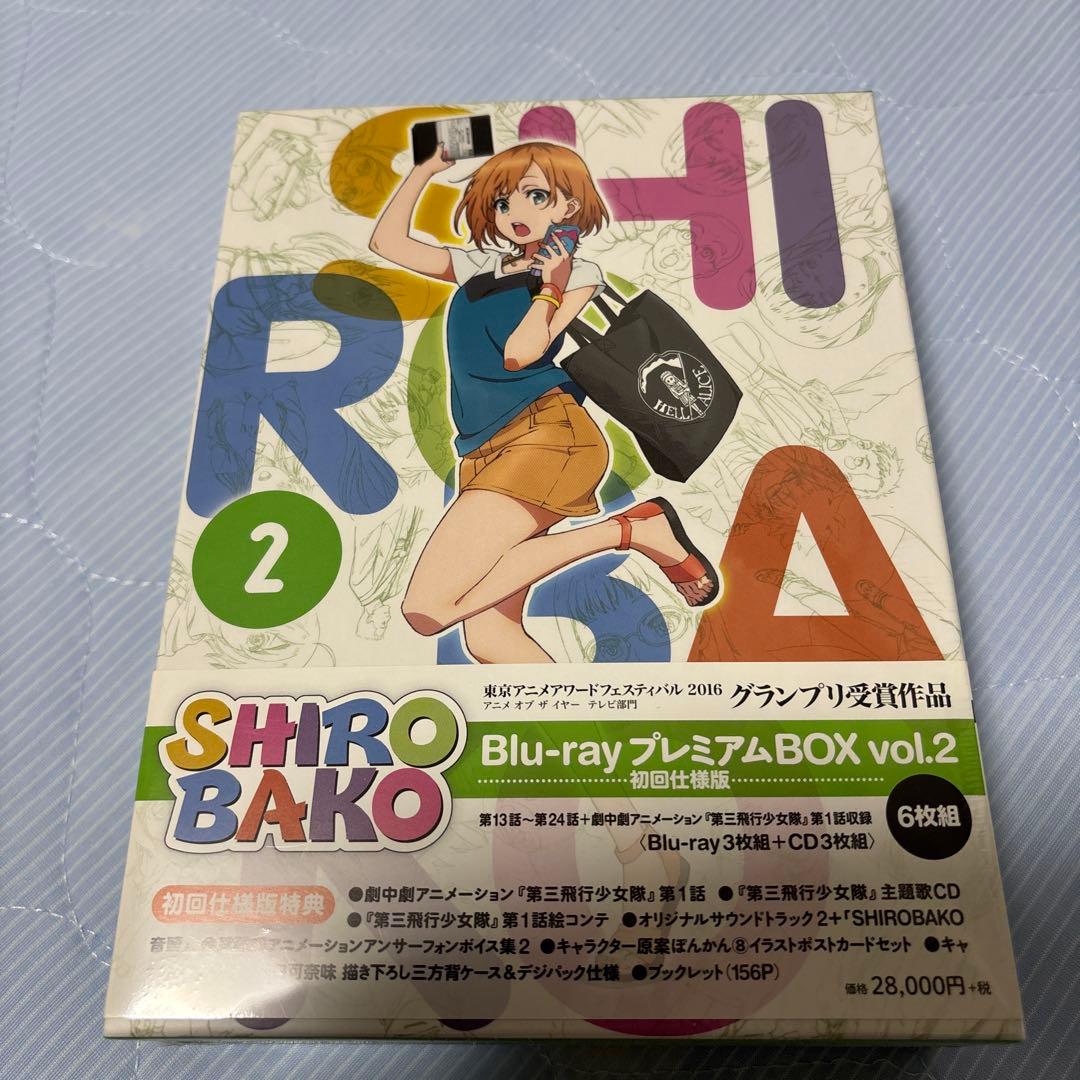 SHI
RO
2
BA
HELL ALICE
東京アニメアワードフェスティバル 2016 グランプリ受賞作品
アニメ オブ ザ イヤー テレビ部門
SHIRO
BAKO
Blu-ray プレミアムBOX vol.2
初回仕様版
第13話〜第24話+劇中劇アニメーション『第三飛行少女隊』第1話収録
〈Blu-ray3枚組+CD3枚組〉
6枚組
初回仕様版特典
●劇中劇アニメーション『第三飛行少女隊』第1話 ●『第三飛行少女隊』主題歌CD
●『第三飛行少女隊』第1話絵コンテ ●オリジナルサウンドトラック2+「SHIROBAKO
アニメーションアンサーフォンボイス集2 ●キャラクター原案ぽんかん⑧イラストポストカードセット ●キャ
可奈味 描き下ろし三方背ケース&デジパック仕様 ●ブックレット(156P)
価格 28,000円+税